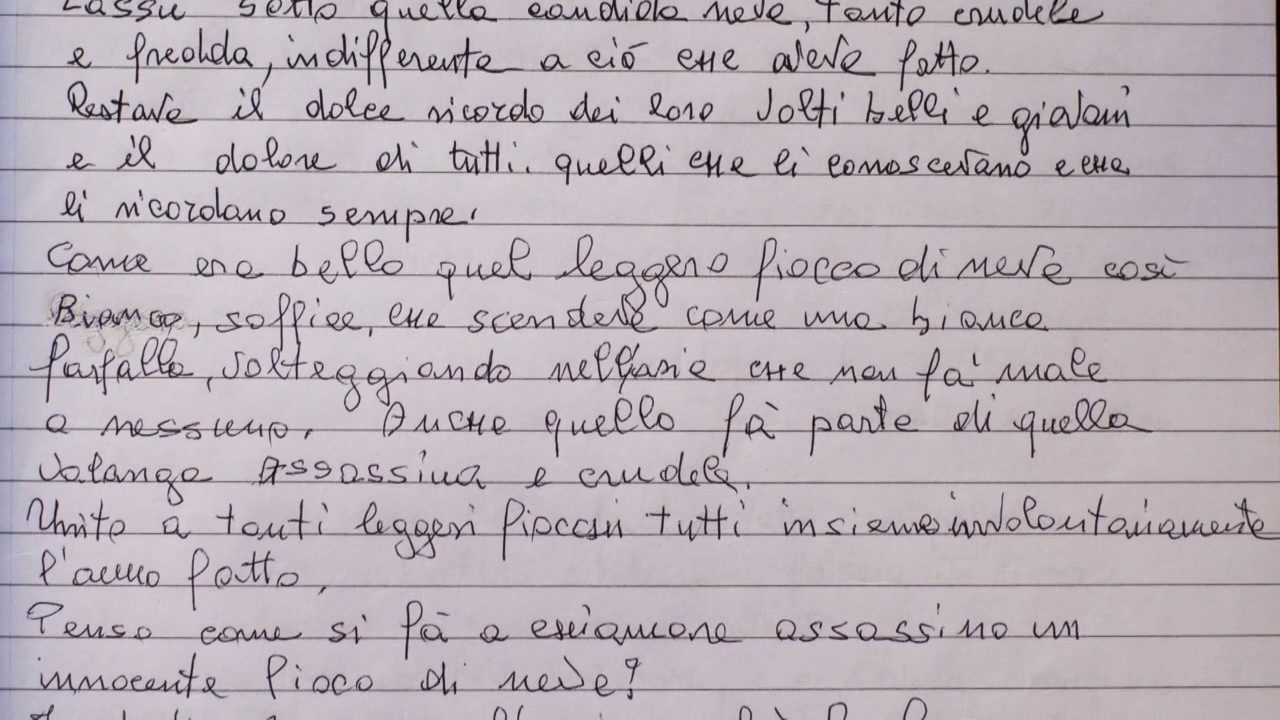 Lassù sotto quella candida neve, tanto crudele
e fredda, indifferente a ciò che aveva fatto.
Restava il dolce ricordo dei loro volti belli e giovani
e il dolore di tutti. quelli che li conoscevano e che
li ricordano sempre.
Come era bello quel leggero fiocco di neve così
Bianco, soffice, che scendeva come una bianca
farfalla, volteggiando nell'aria che non fa' male
a nessuno. Anche quello fà parte di quella
valanga assassina e crudele.
Unito a tanti leggeri fiocchi tutti insieme involontariamente
l'anno fatto.
Penso come si fà a chiamare assassino un
innocente fioco di neve?